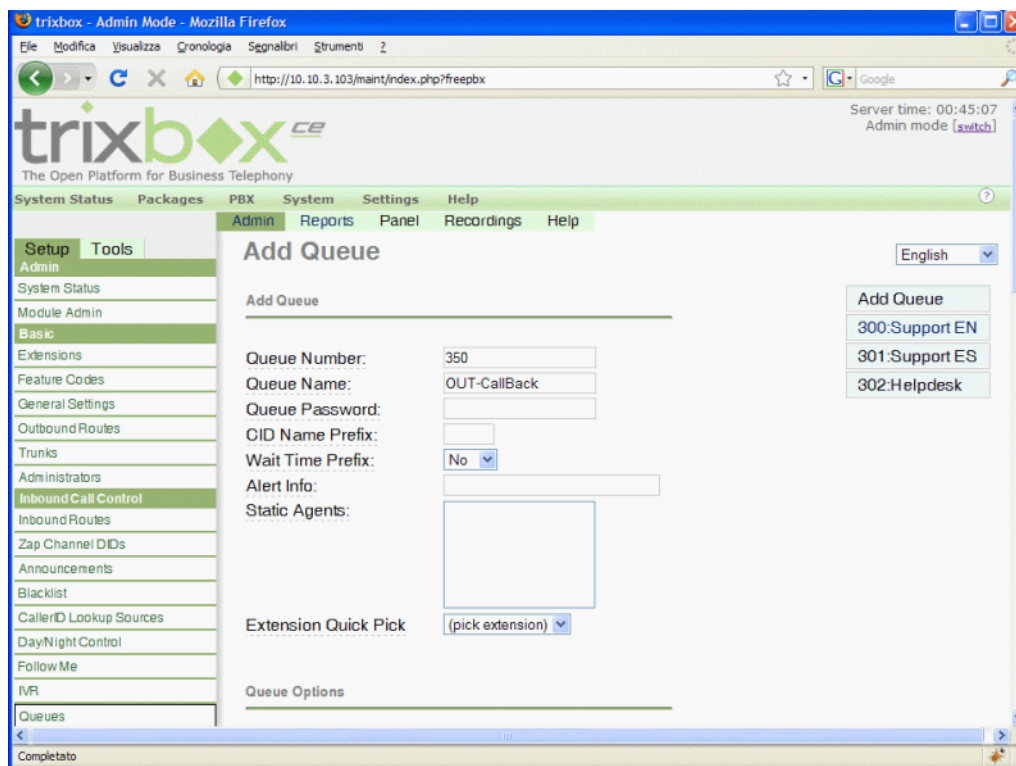 trixbox - Admin Mode - Mozilla Firefox
File Modifica Visualizza Cronologia Segnalibri Strumenti ?
http://10.10.3.103/maint/index.php?freepbx
G Google
Server time: 00:45:07
Admin mode [switch]
trixbox ce
The Open Platform for Business Telephony
System Status Packages PBX System Settings Help ?
Admin Reports Panel Recordings Help
Setup Tools
Admin
System Status
Module Admin
Basic
Extensions
Feature Codes
General Settings
Outbound Routes
Trunks
Administrators
Inbound Call Control
Inbound Routes
Zap Channel DIDs
Announcements
Blacklist
CallerID Lookup Sources
Day/Night Control
Follow Me
IVR
Queues
Add Queue
English
Add Queue
Queue Number: 350
Queue Name: OUT-CallBack
Queue Password:
CID Name Prefix:
Wait Time Prefix: No
Alert Info:
Static Agents:
Extension Quick Pick (pick extension)
Queue Options
Add Queue
300:Support EN
301:Support ES
302:Helpdesk
Completato